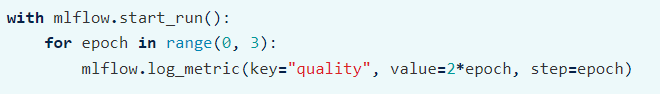 with mlflow.start_run():
    for epoch in range(0, 3):
        mlflow.log_metric(key="quality", value=2*epoch, step=epoch)